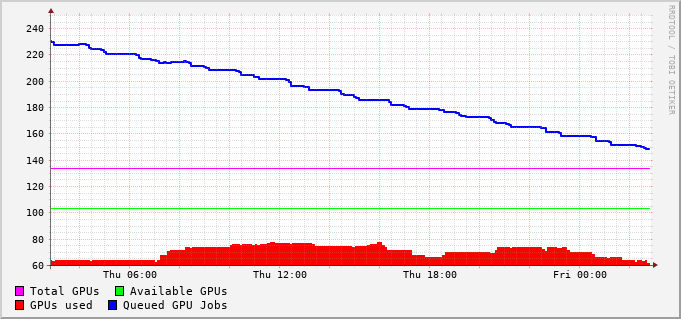 RRDTOOL / TOBI OETIKER
240
220
200
180
160
140
120
100
80
60
Thu 06:00 Thu 12:00 Thu 18:00 Fri 00:00
Total GPUs Available GPUs
GPUs used Queued GPU Jobs